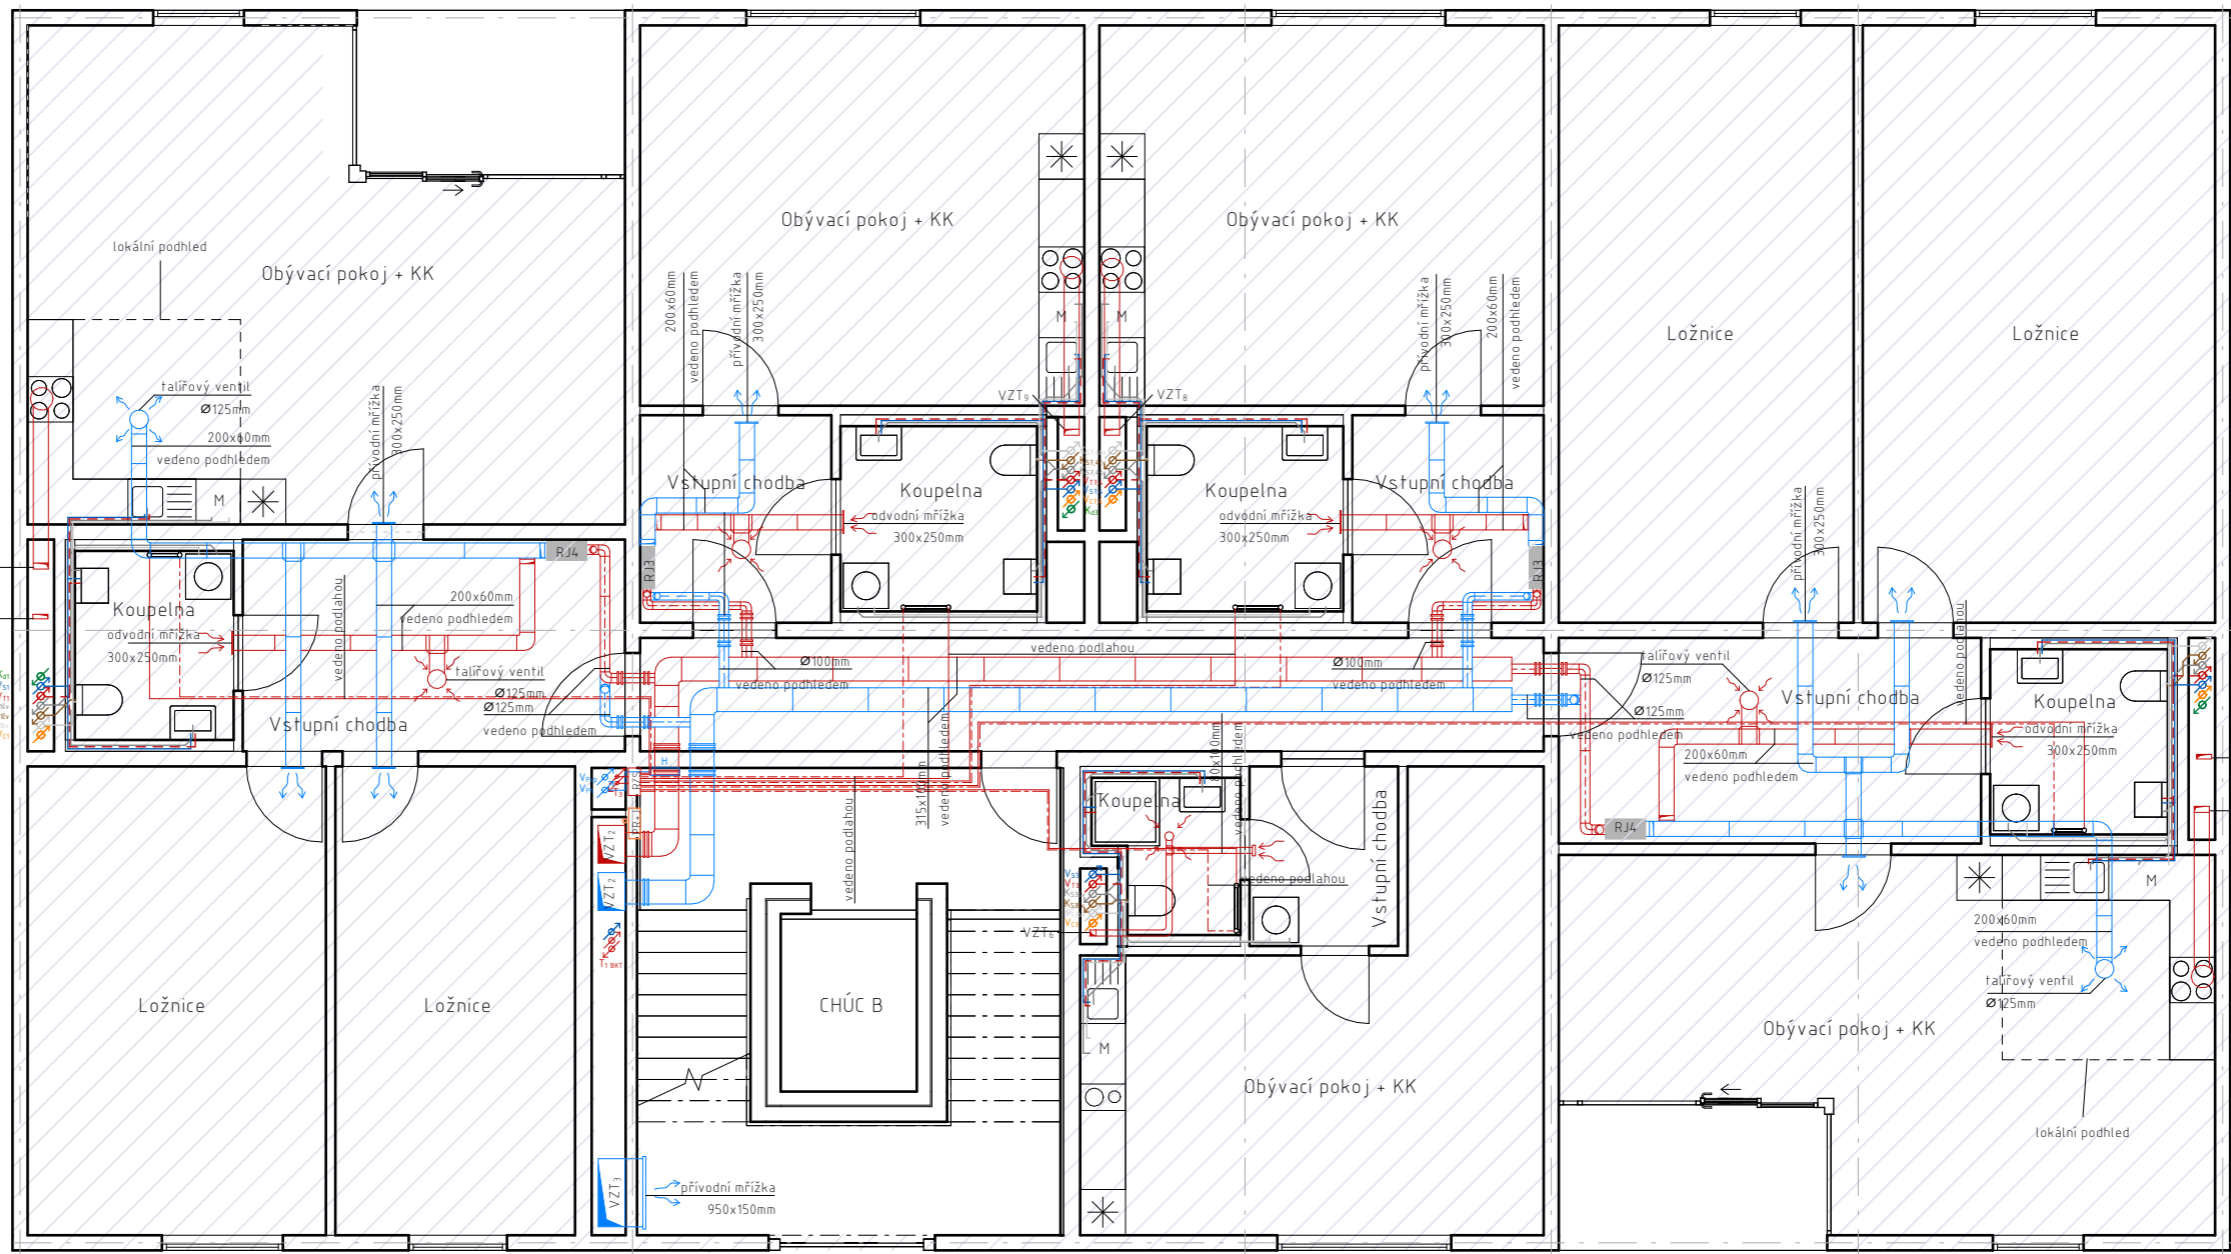 lokální podhled
Obývací pokoj + KK
talířový ventil
Ø125mm
200x60mm
vedeno podhledem
přívodní mřížka
300x250mm
M
RJ4
Koupelna
odvodní mřížka
300x250mm
vedeno podlahou
200x60mm
vedeno podhledem
talířový ventil
Ø125mm
Ø125mm
vedeno podhledem
Vstupní chodba
Ložnice
Ložnice
Obývací pokoj + KK
200x60mm
vedeno podhledem
přívodní mřížka
300x250mm
M
VZT9
Vstupní chodba
Koupelna
odvodní mřížka
300x250mm
RJ3
Ø100mm
vedeno podhledem
vedeno podlahou
Obývací pokoj + KK
přívodní mřížka
300x250mm
200x60mm
vedeno podhledem
M
VZT8
Koupelna
odvodní mřížka
300x250mm
Vstupní chodba
RJ3
Ø100mm
vedeno podhledem
Ložnice
Ložnice
přívodní mřížka
300x250mm
talířový ventil
Ø125mm
Ø125mm
vedeno podhledem
Vstupní chodba
200x60mm
vedeno podhledem
vedeno podlahou
Koupelna
odvodní mřížka
300x250mm
RJ4
M
200x60mm
vedeno podhledem
talířový ventil
Ø125mm
Obývací pokoj + KK
lokální podhled
H
VZT2
VZT2
T1 BKT
VZT3
přívodní mřížka
950x150mm
vedeno podlahou
vedeno podhledem
CHÚC B
Koupelna
80x100mm
vedeno podhledem
vedeno podlahou
Vstupní chodba
VZT6
M
Obývací pokoj + KK